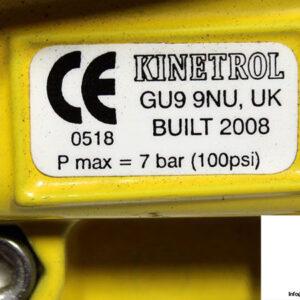 CE KINETROL
GU9 9NU, UK
0518 BUILT 2008
P max = 7 bar (100psi)